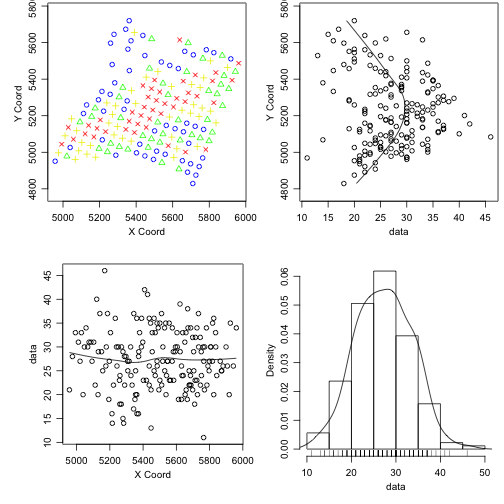 5800
5600
5400
5200
5000
4800
Y Coord
5000 5200 5400 5600 5800 6000
X Coord
5800
5600
5400
5200
5000
4800
Y Coord
10 15 20 25 30 35 40 45
data
45
40
35
30
25
20
15
10
data
5000 5200 5400 5600 5800 6000
X Coord
0.06
0.05
0.04
0.03
0.02
0.01
0.00
Density
10 20 30 40 50
data